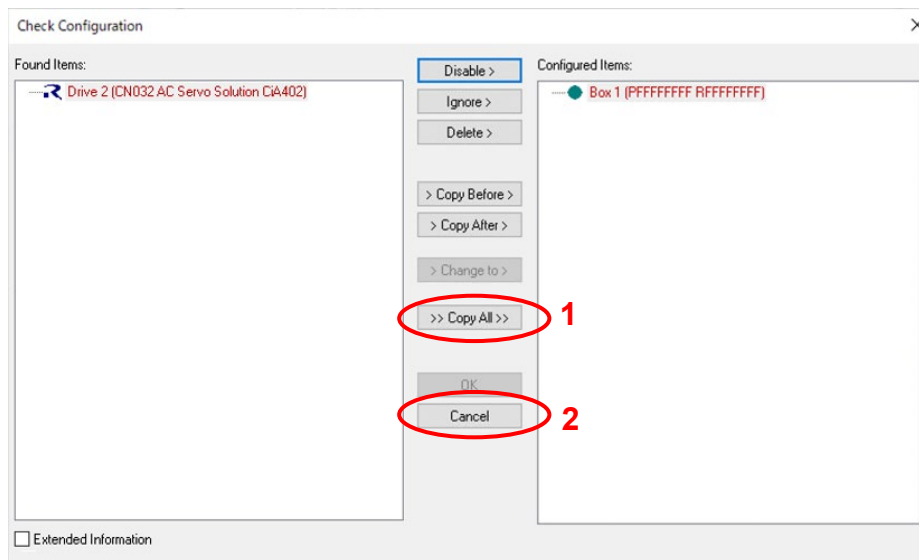 Check Configuration
Found Items:
Drive 2 (CN032 AC Servo Solution CiA402)
Disable >
Ignore >
Delete >
> Copy Before >
> Copy After >
> Change to >
>> Copy All >>
1
OK
Cancel
2
Configured Items:
Box 1 (PFFFFFFFF RFFFFFFFF)
Extended Information